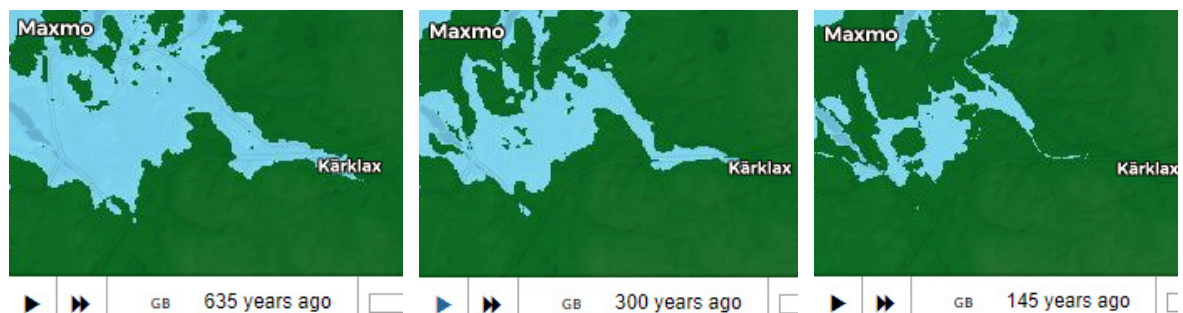 Maxmo
Kärklax
GB 635 years ago
Maxmo
Kärklax
GB 300 years ago
Maxmo
Kärklax
GB 145 years ago